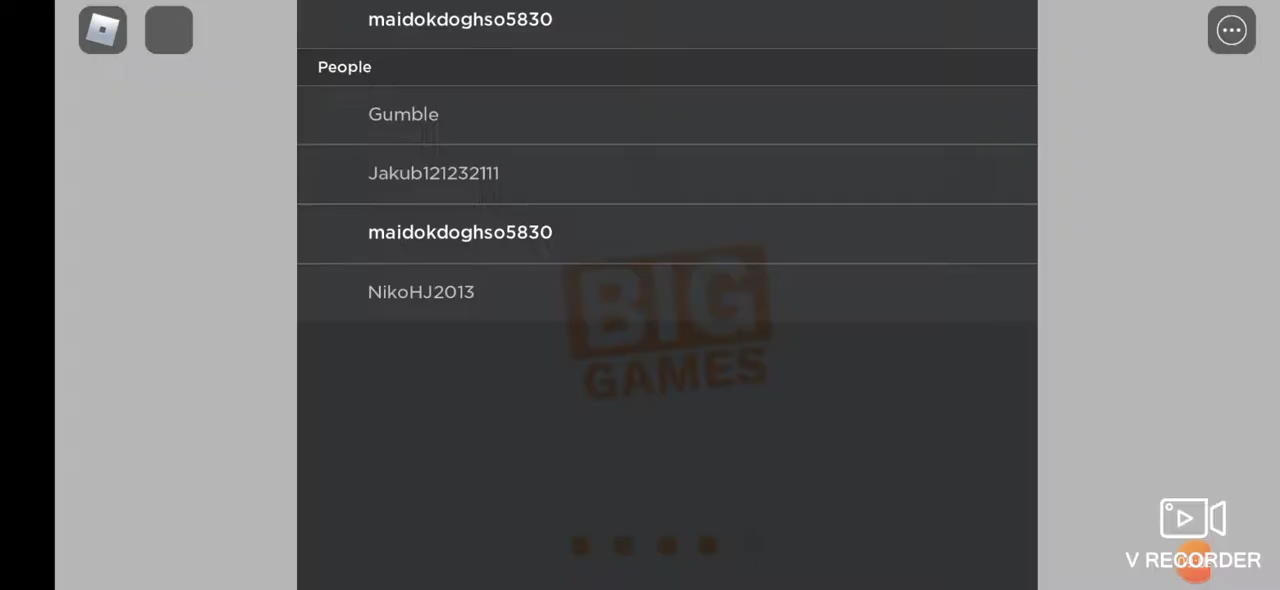 maidokdoghso5830
People
Gumble
Jakub121232111
maidokdoghso5830
NikoHJ2013
BIG
GAMES
V RECORDER